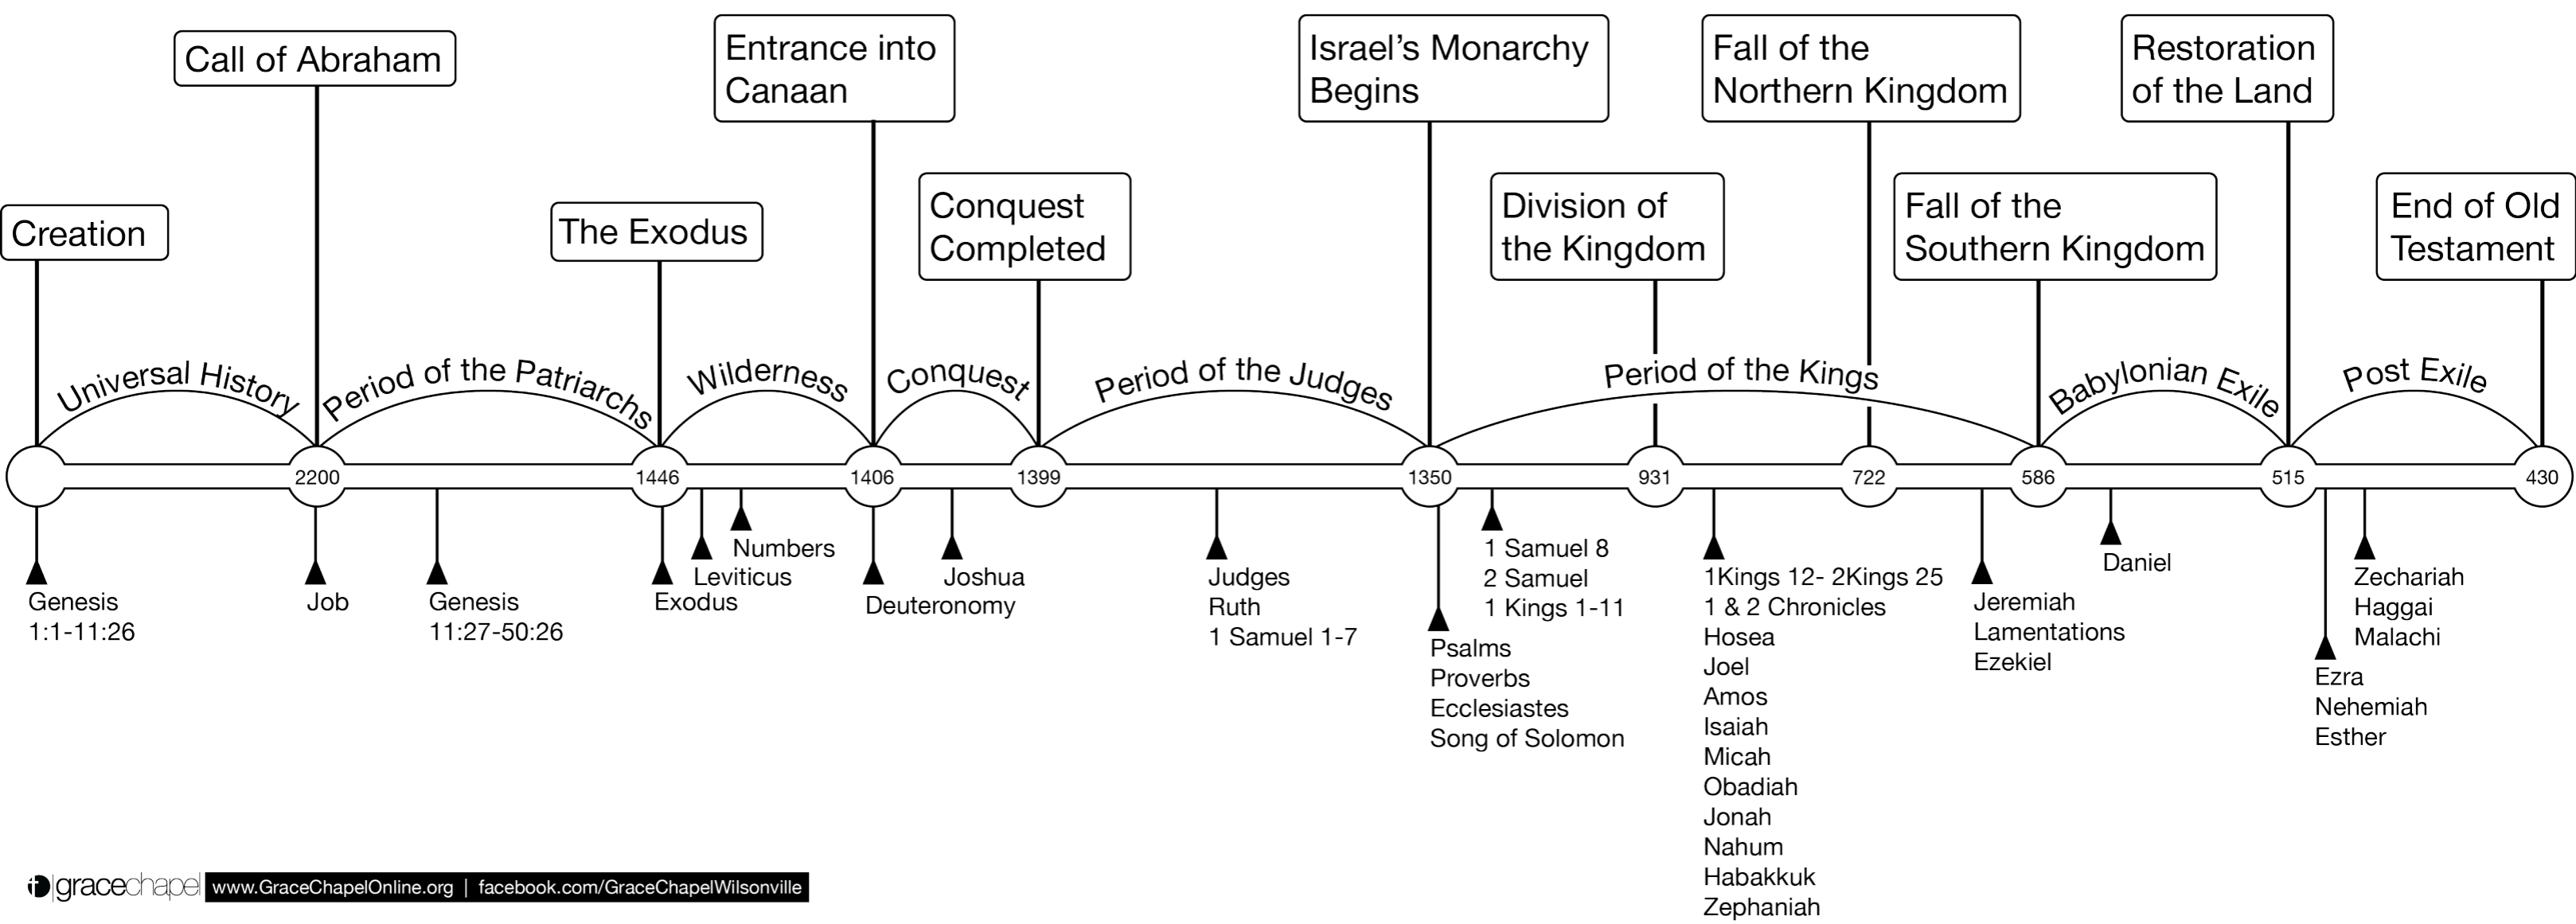 Call of Abraham
Entrance into
Canaan
Israel's Monarchy
Begins
Fall of the
Northern Kingdom
Restoration
of the Land
Creation
The Exodus
Conquest
Completed
Division of
the Kingdom
Fall of the
Southern Kingdom
End of Old
Testament
Universal History
Period of the Patriarchs
Wilderness
Conquest
Period of the Judges
Period of the Kings
Babylonian Exile
Post Exile
2200
1446
1406
1399
1350
931
722
586
515
430
Genesis
1:1-11:26
Job
Genesis
11:27-50:26
Exodus
Leviticus
Numbers
Deuteronomy
Joshua
Judges
Ruth
1 Samuel 1-7
Psalms
Proverbs
Ecclesiastes
Song of Solomon
1 Samuel 8
2 Samuel
1 Kings 1-11
1Kings 12- 2Kings 25
1 & 2 Chronicles
Hosea
Joel
Amos
Isaiah
Micah
Obadiah
Jonah
Nahum
Habakkuk
Zephaniah
Jeremiah
Lamentations
Ezekiel
Daniel
Ezra
Nehemiah
Esther
Zechariah
Haggai
Malachi
gracechapel www.GraceChapelOnline.org | facebook.com/GraceChapelWilsonville